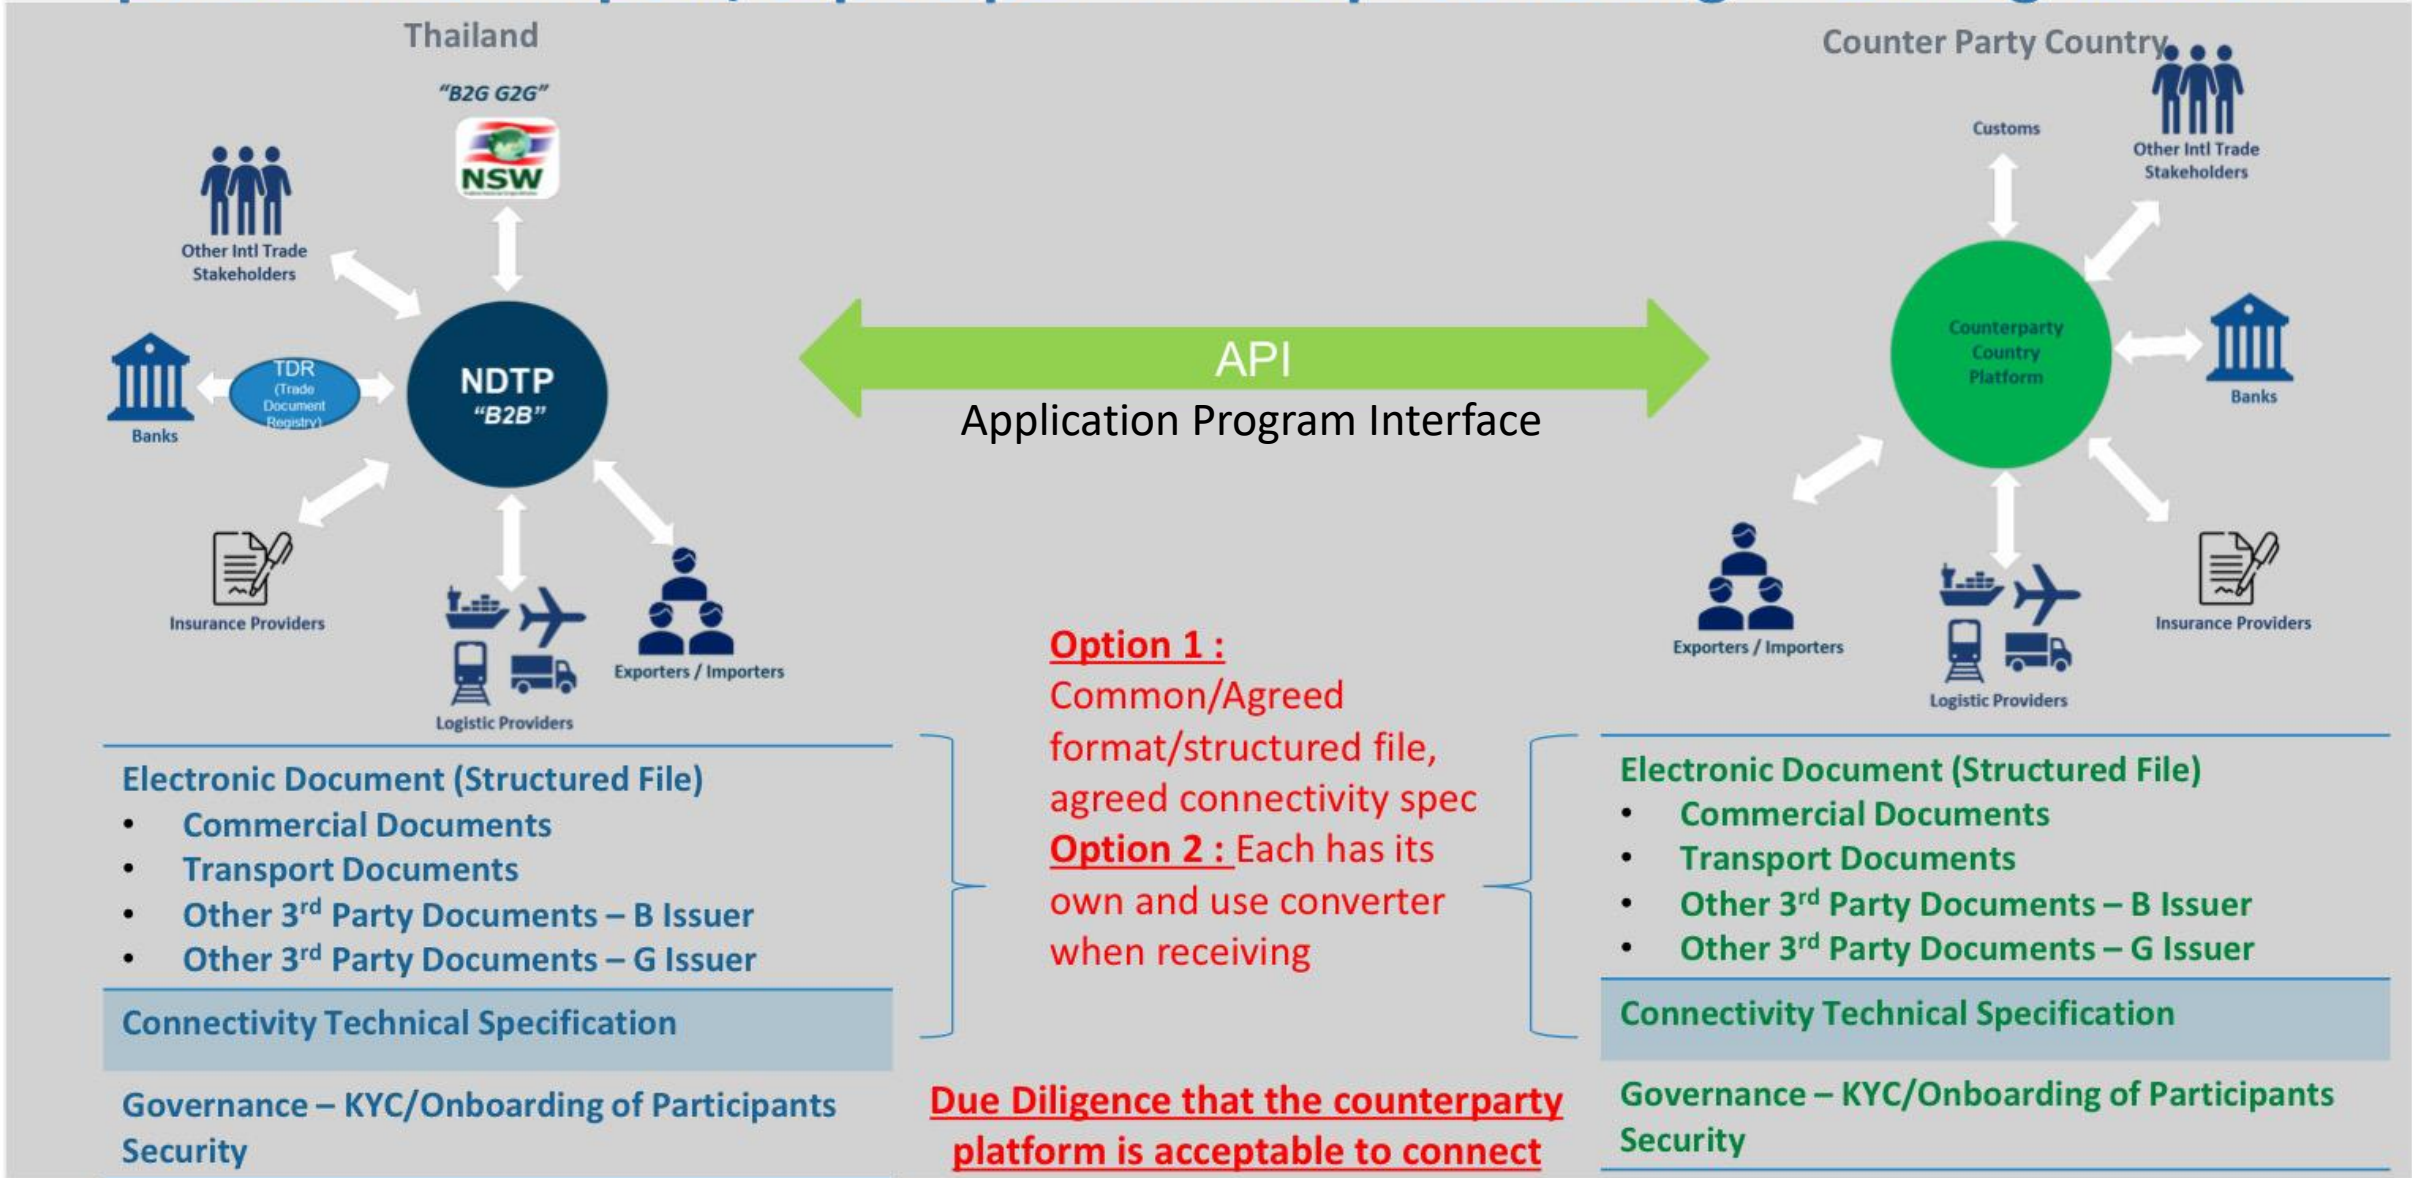 Thailand
"B2G G2G"
NSW
Other Intl Trade
Stakeholders
Banks
TDR
(Trade
Document
Registry)
NDTP
"B2B"
Insurance Providers
Logistic Providers
Exporters / Importers
API
Application Program Interface
Counter Party Country
Customs
Other Intl Trade
Stakeholders
Counterparty
Country
Platform
Banks
Exporters / Importers
Logistic Providers
Insurance Providers
Electronic Document (Structured File)
• Commercial Documents
• Transport Documents
• Other 3rd Party Documents – B Issuer
• Other 3rd Party Documents – G Issuer
Connectivity Technical Specification
Governance – KYC/Onboarding of Participants
Security
Option 1 :
Common/Agreed
format/structured file,
agreed connectivity spec
Option 2 : Each has its
own and use converter
when receiving
Due Diligence that the counterparty
platform is acceptable to connect
Electronic Document (Structured File)
• Commercial Documents
• Transport Documents
• Other 3rd Party Documents – B Issuer
• Other 3rd Party Documents – G Issuer
Connectivity Technical Specification
Governance – KYC/Onboarding of Participants
Security